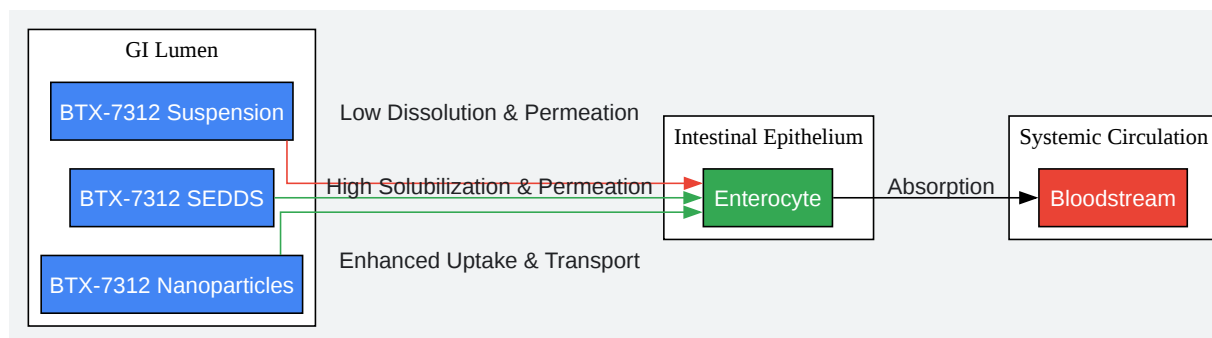 GI Lumen
BTX-7312 Suspension
BTX-7312 SEDDS
BTX-7312 Nanoparticles
Low Dissolution & Permeation
High Solubilization & Permeation
Enhanced Uptake & Transport
Intestinal Epithelium
Enterocyte
Absorption
Systemic Circulation
Bloodstream